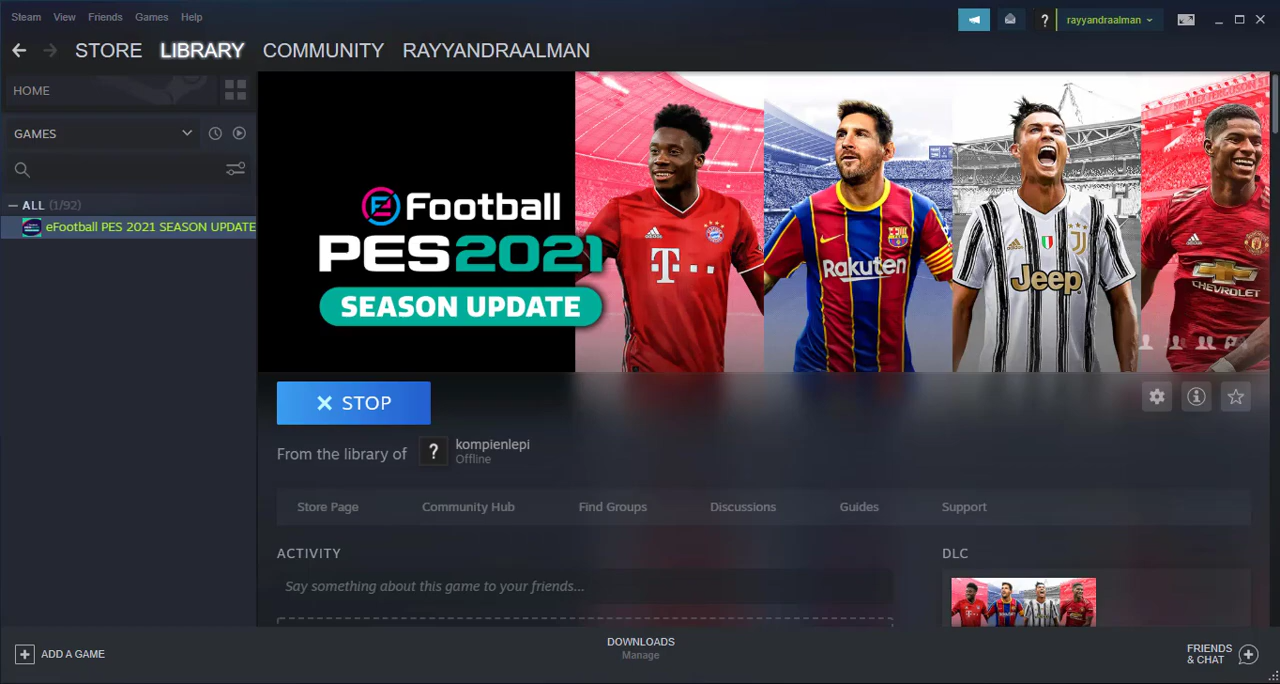 Steam View Friends Games Help
? rayyandraalman
STORE LIBRARY COMMUNITY RAYYANDRAALMAN
HOME
GAMES
ALL (1/92)
eFootball PES 2021 SEASON UPDATE
eFootball
PES2021
SEASON UPDATE
T
Rakuten
Jeep
CHEVROLET
STOP
From the library of ? kompienlepi
Offline
Store Page Community Hub Find Groups Discussions Guides Support
ACTIVITY DLC
Say something about this game to your friends...
ADD A GAME
DOWNLOADS
Manage
FRIENDS
& CHAT